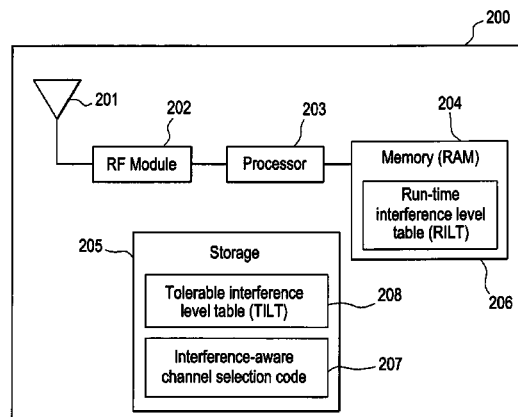 200
201
202
203
204
RF Module
Processor
Memory (RAM)
Run-time
interference level
table (RILT)
205
Storage
206
Tolerable interference
level table (TILT)
208
Interference-aware
channel selection code
207